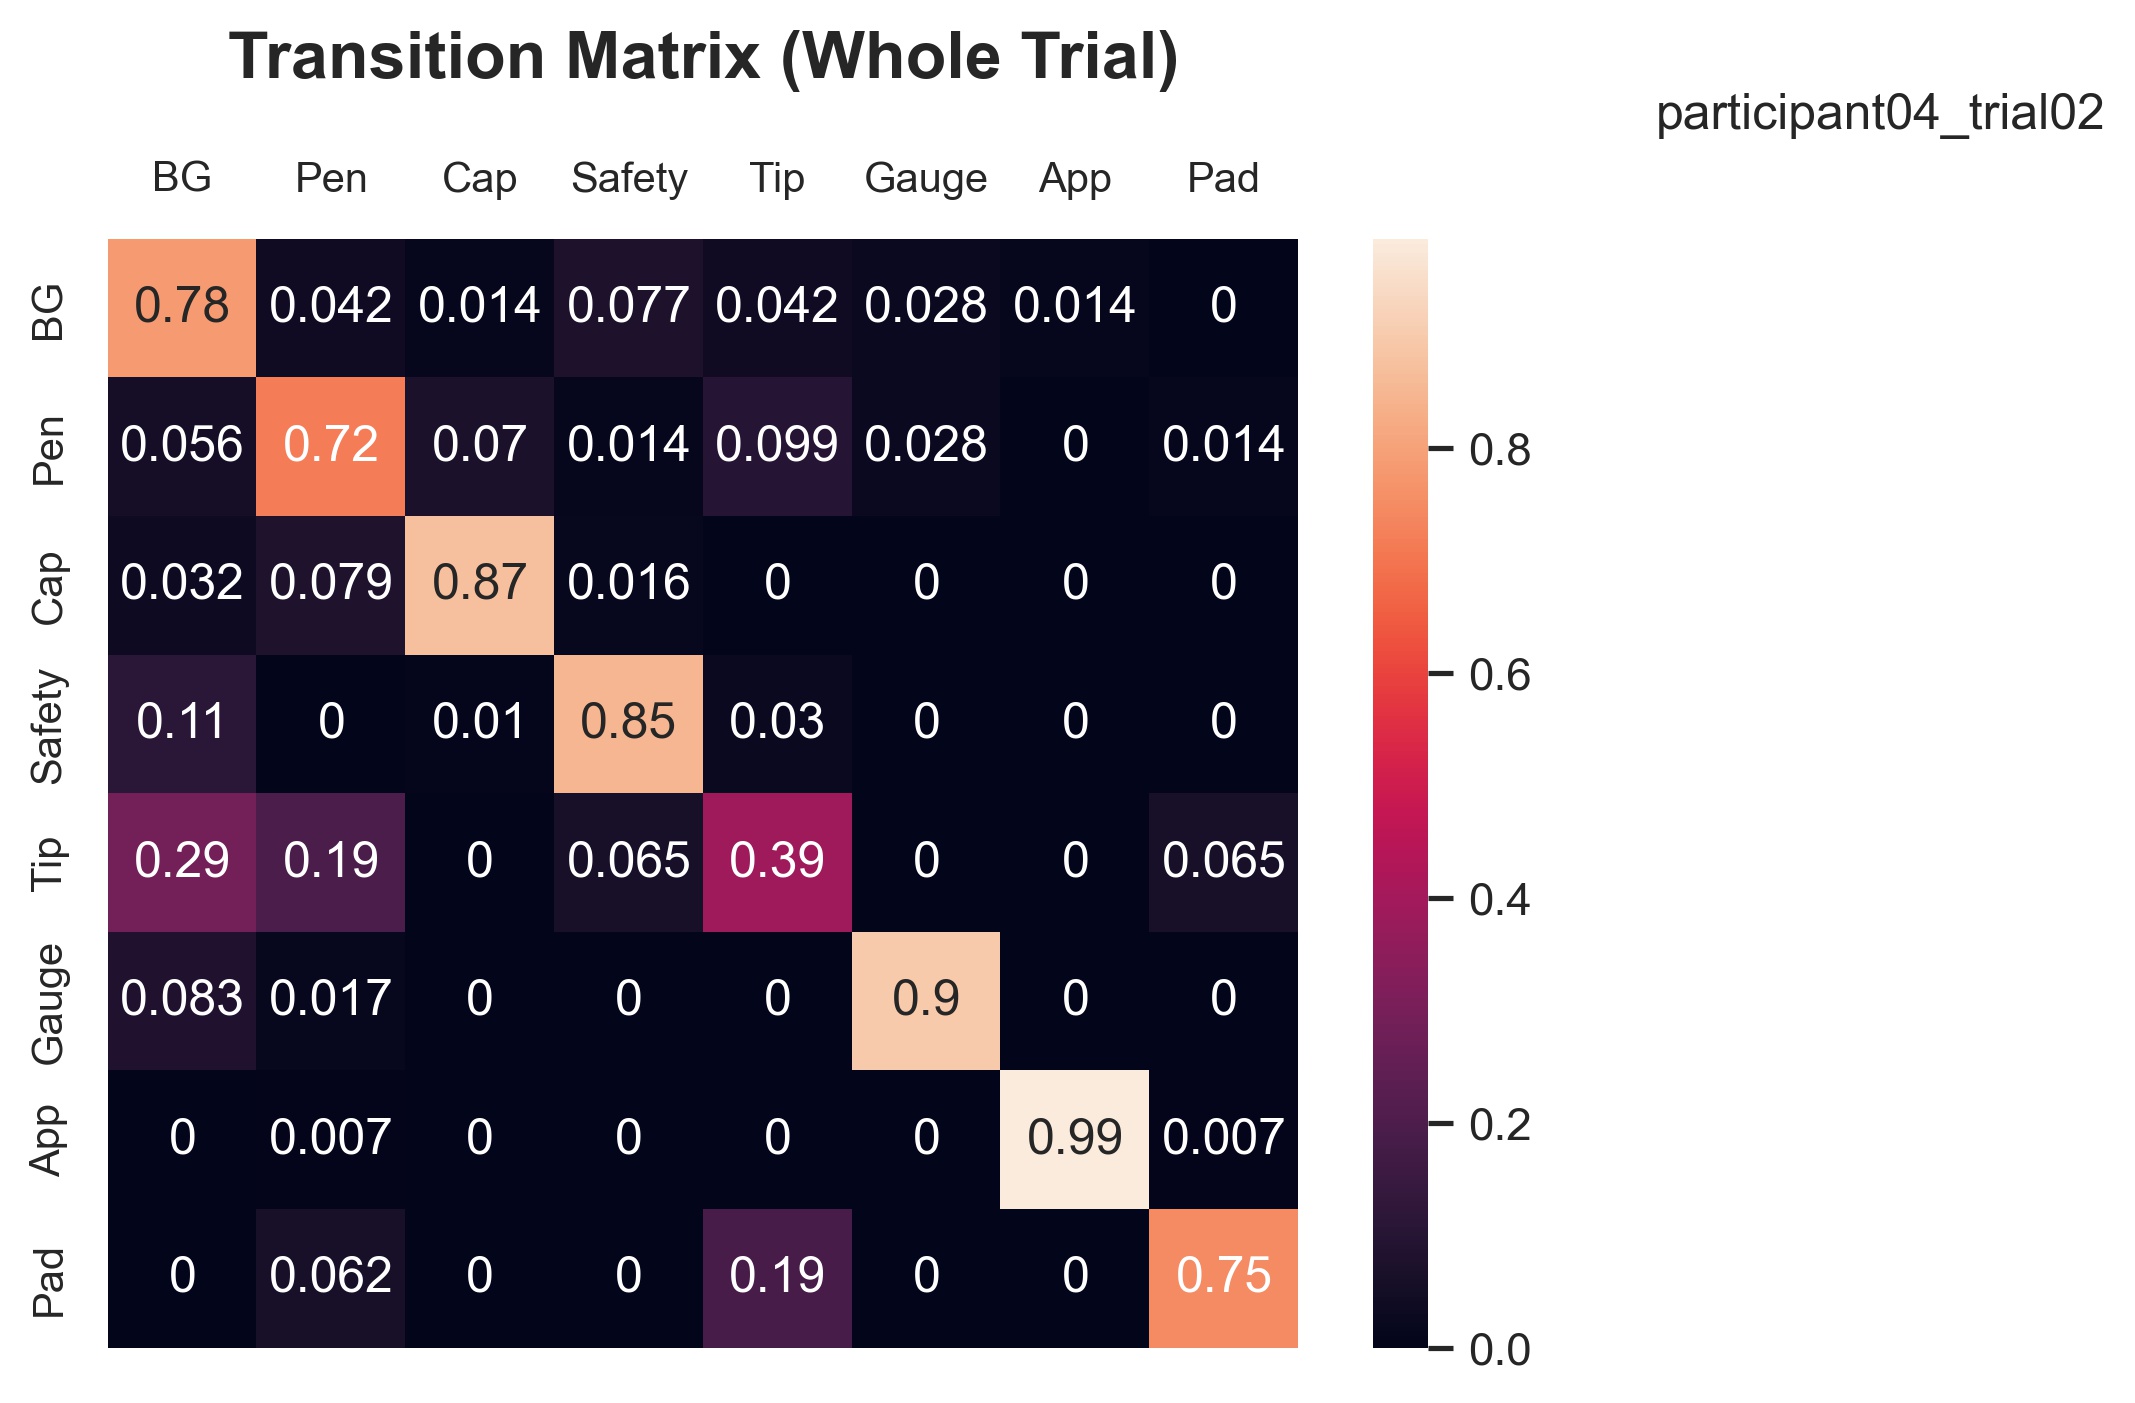 Transition Matrix (Whole Trial)
participant04_trial02
BG Pen Cap Safety Tip Gauge App Pad
BG 0.78 0.042 0.014 0.077 0.042 0.028 0.014 0
Pen 0.056 0.72 0.07 0.014 0.099 0.028 0 0.014
Cap 0.032 0.079 0.87 0.016 0 0 0 0
Safety 0.11 0 0.01 0.85 0.03 0 0 0
Tip 0.29 0.19 0 0.065 0.39 0 0 0.065
Gauge 0.083 0.017 0 0 0 0.9 0 0
App 0 0.007 0 0 0 0 0.99 0.007
Pad 0 0.062 0 0 0.19 0 0 0.75
0.8
0.6
0.4
0.2
0.0